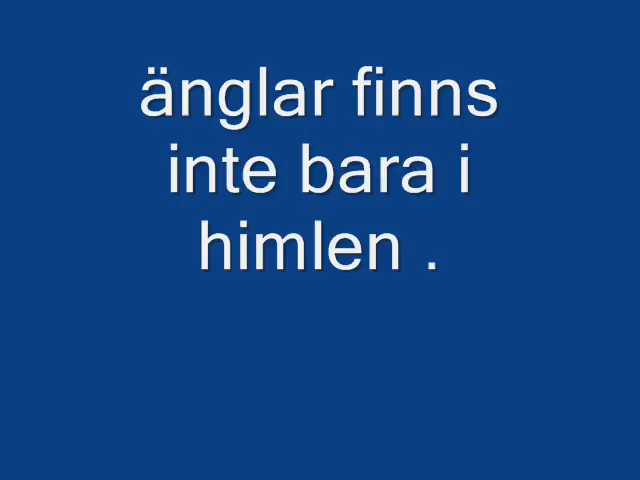 änglar finns
inte bara i
himlen .